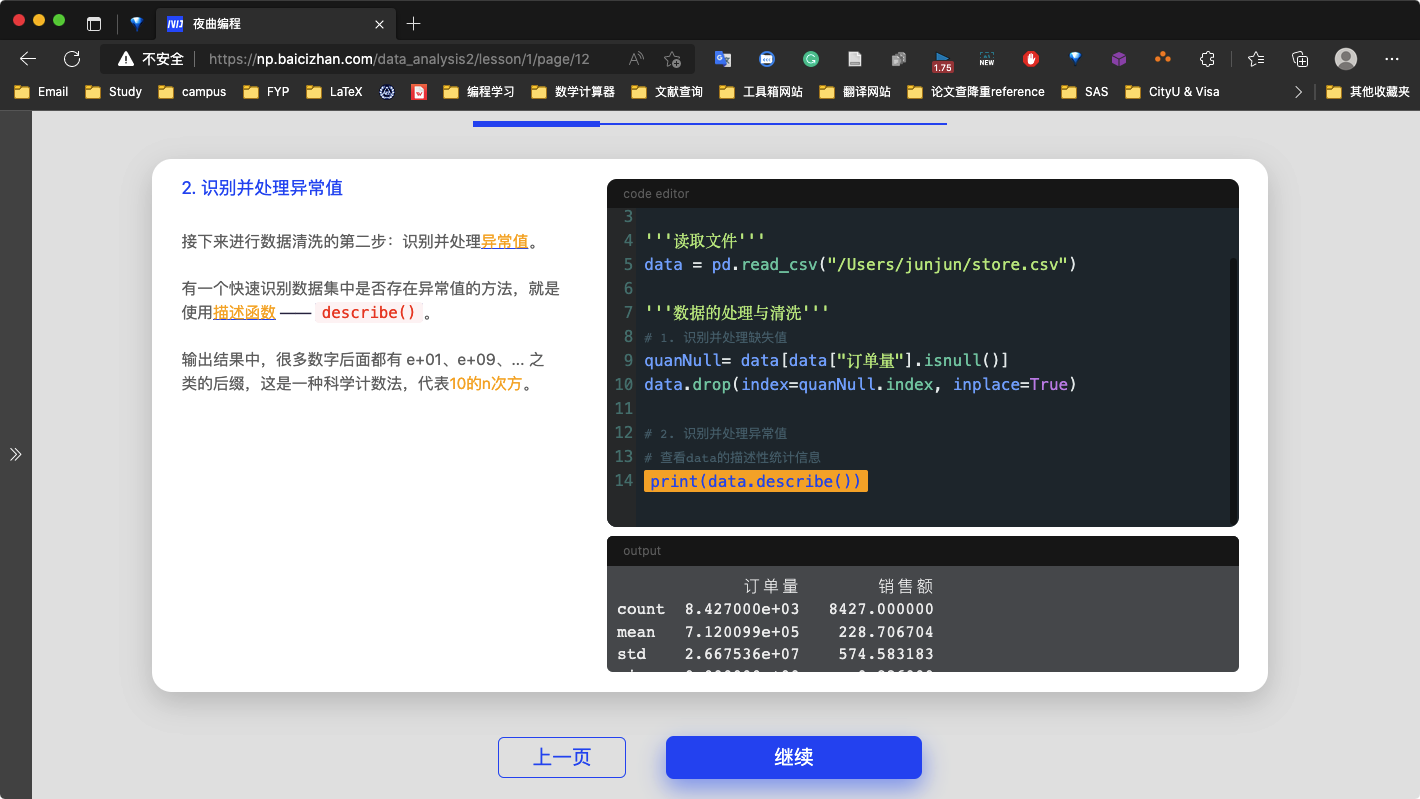 夜曲编程
不安全 https://np.baicizhan.com/data_analysis2/lesson/1/page/12
1.75
NEW
Email Study campus FYP LaTeX 编程学习 数学计算器 文献查询 工具箱网站 翻译网站 论文查降重reference SAS CityU & Visa 其他收藏夹
2. 识别并处理异常值
接下来进行数据清洗的第二步：识别并处理异常值。
有一个快速识别数据集中是否存在异常值的方法，就是
使用描述函数 —— describe() 。
输出结果中，很多数字后面都有 e+01、e+09、... 之
类的后缀，这是一种科学计数法，代表10的n次方。
code editor
3
4 '''读取文件'''
5 data = pd.read_csv("/Users/junjun/store.csv")
6
7 '''数据的处理与清洗'''
8 # 1. 识别并处理缺失值
9 quanNull= data[data["订单量"].isnull()]
10 data.drop(index=quanNull.index, inplace=True)
11
12 # 2. 识别并处理异常值
13 # 查看data的描述性统计信息
14 print(data.describe())
output
订单量 销售额
count 8.427000e+03 8427.000000
mean 7.120099e+05 228.706704
std 2.667536e+07 574.583183
上一页 继续